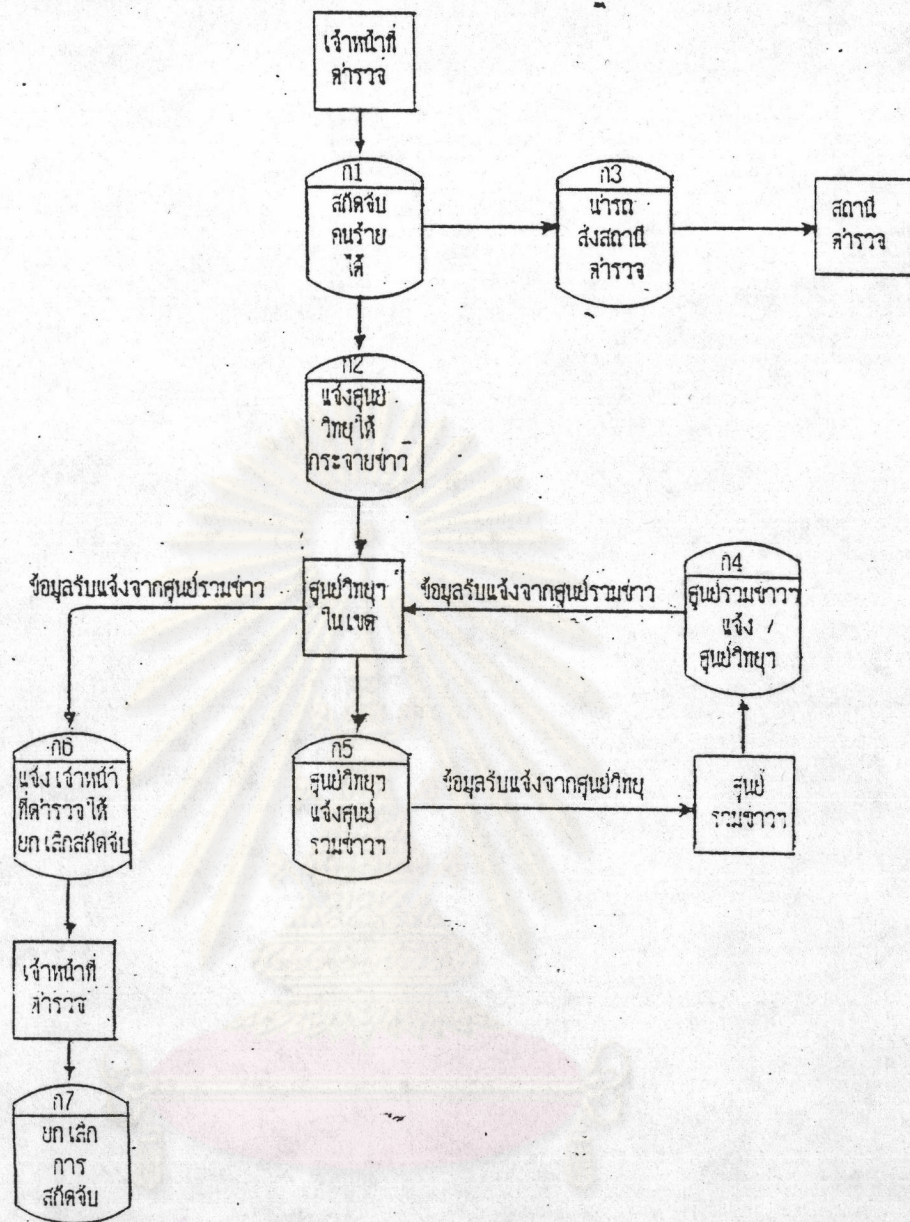 เจ้าหน้าที่
ตำรวจ
ก1
สกัดจับ
คนร้าย
ได้
ก3
นำรถ
ส่งสถานี
ตำรวจ
สถานี
ตำรวจ
ก2
แจ้งศูนย์
วิทยุให้
กระจายข่าว
ข้อมูลรับแจ้งจากศูนย์รวมข่าว
ศูนย์วิทยุฯ
ในเขต
ข้อมูลรับแจ้งจากศูนย์รวมข่าว
ก4
ศูนย์รวมข่าวฯ
แจ้ง
ศูนย์วิทยุฯ
ก6
แจ้งเจ้าหน้า
ที่ตำรวจให้
ยกเลิกสกัดจับ
ก5
ศูนย์วิทยุฯ
แจ้งศูนย์
รวมข่าวฯ
ข้อมูลรับแจ้งจากศูนย์วิทยุ
ศูนย์
รวมข่าวฯ
เจ้าหน้าที่
ตำรวจ
ก7
ยกเลิก
การ
สกัดจับ